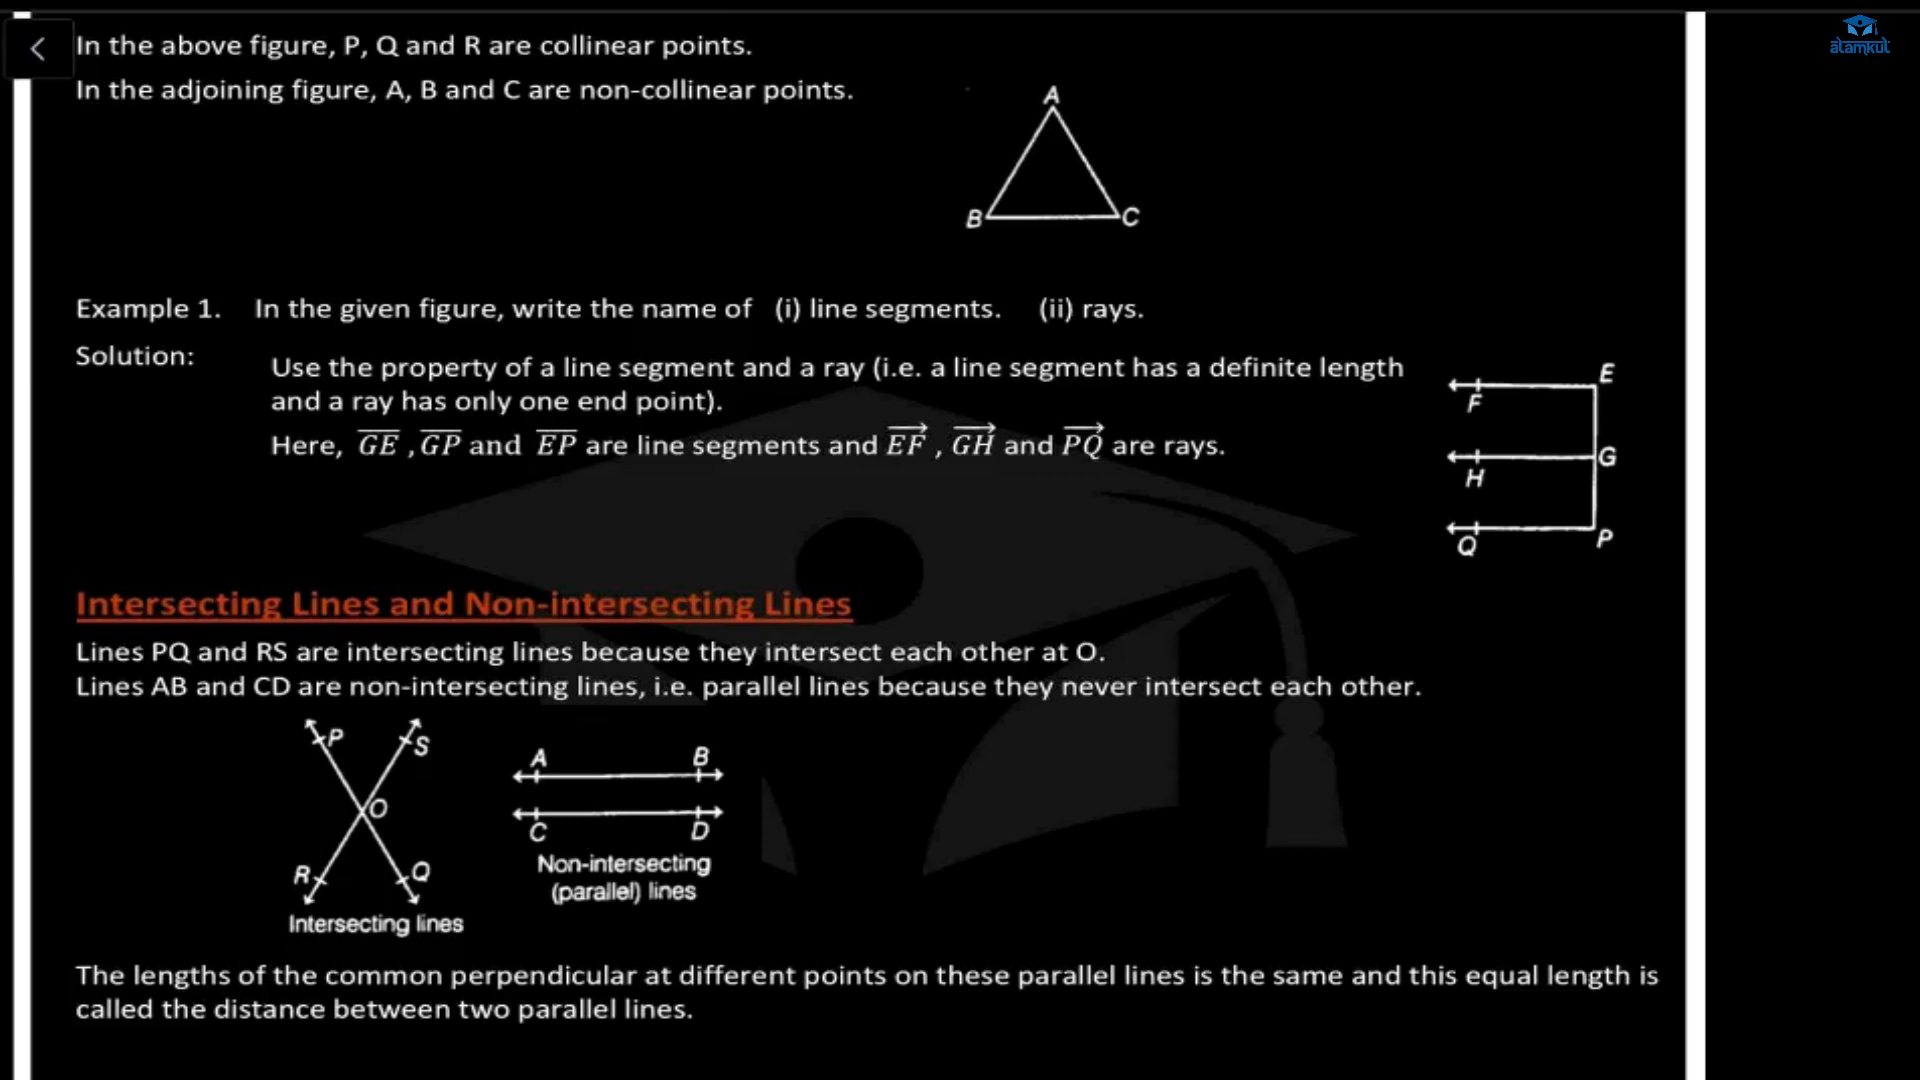 In the above figure, P, Q and R are collinear points.
In the adjoining figure, A, B and C are non-collinear points.
A
B
C
Example 1. In the given figure, write the name of (i) line segments. (ii) rays.
Solution:
Use the property of a line segment and a ray (i.e. a line segment has a definite length
and a ray has only one end point).
Here, G̅E̅ , G̅P̅ and E̅P̅ are line segments and E⃗F⃗ , G⃗H⃗ and P⃗Q⃗ are rays.
E
F
G
H
Q
P
Intersecting Lines and Non-intersecting Lines
Lines PQ and RS are intersecting lines because they intersect each other at O.
Lines AB and CD are non-intersecting lines, i.e. parallel lines because they never intersect each other.
P
S
O
R
Q
Intersecting lines
A
B
C
D
Non-intersecting
(parallel) lines
The lengths of the common perpendicular at different points on these parallel lines is the same and this equal length is
called the distance between two parallel lines.
alamkut